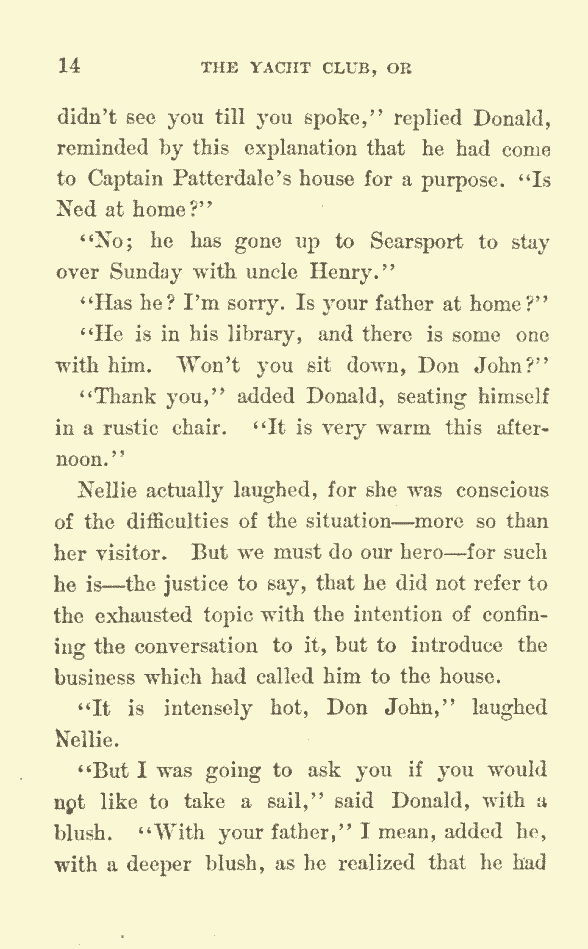 14 THE YACHT CLUB, OR
didn't see you till you spoke," replied Donald,
reminded by this explanation that he had come
to Captain Patterdale's house for a purpose. "Is
Ned at home?"
"No; he has gone up to Searsport to stay
over Sunday with uncle Henry."
"Has he? I'm sorry. Is your father at home?"
"He is in his library, and there is some one
with him. Won't you sit down, Don John?"
"Thank you," added Donald, seating himself
in a rustic chair. "It is very warm this after-
noon."
Nellie actually laughed, for she was conscious
of the difficulties of the situation—more so than
her visitor. But we must do our hero—for such
he is—the justice to say, that he did not refer to
the exhausted topic with the intention of confin-
ing the conversation to it, but to introduce the
business which had called him to the house.
"It is intensely hot, Don John," laughed
Nellie.
"But I was going to ask you if you would
not like to take a sail," said Donald, with a
blush. "With your father," I mean, added he,
with a deeper blush, as he realized that he had